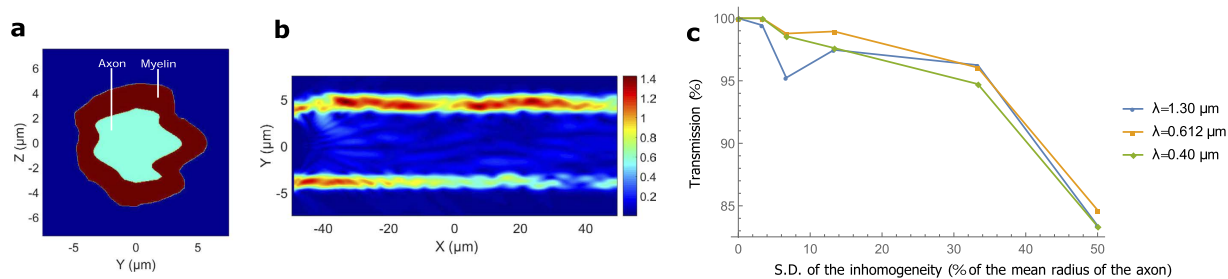 a
Axon Myelin
6
4
2
0
-2
-4
-6
Z (µm)
-5 0 5
Y (µm)
b
5
0
-5
Y (µm)
-40 -20 0 20 40
X (µm)
1.4
1.2
1
0.8
0.6
0.4
0.2
c
100
95
90
85
Transmission (%)
0 10 20 30 40 50
S.D. of the inhomogeneity (% of the mean radius of the axon)
λ=1.30 µm
λ=0.612 µm
λ=0.40 µm